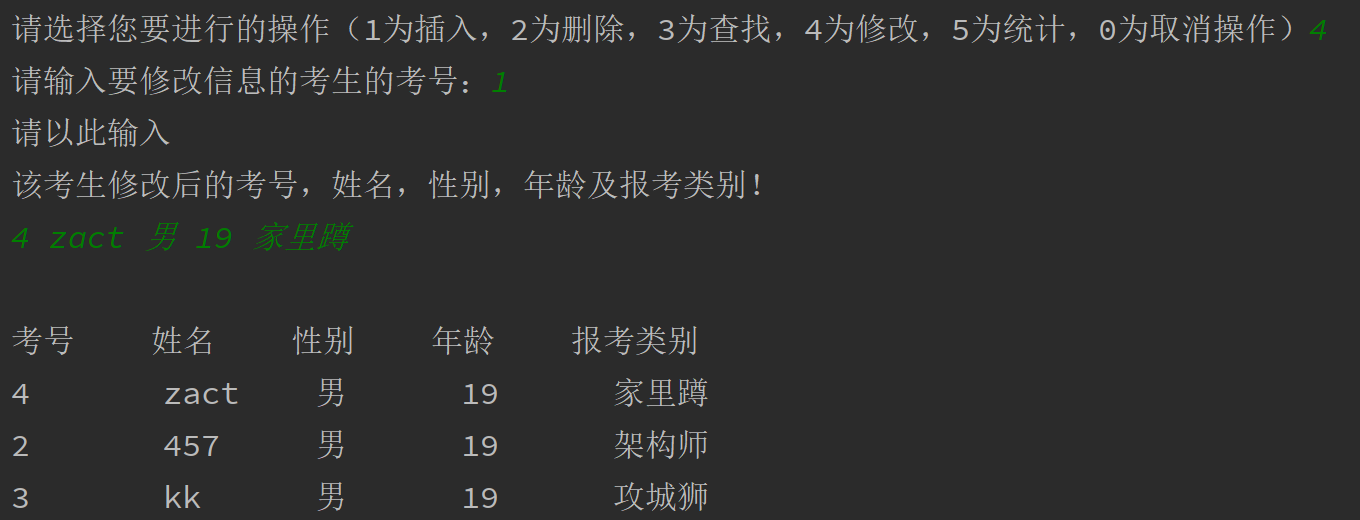 请选择您要进行的操作（1为插入，2为删除，3为查找，4为修改，5为统计，0为取消操作）4
请输入要修改信息的考生的考号：1
请以此输入
该考生修改后的考号，姓名，性别，年龄及报考类别！
4 zact 男 19 家里蹲
考号 姓名 性别 年龄 报考类别
4 zact 男 19 家里蹲
2 457 男 19 架构师
3 kk 男 19 攻城狮